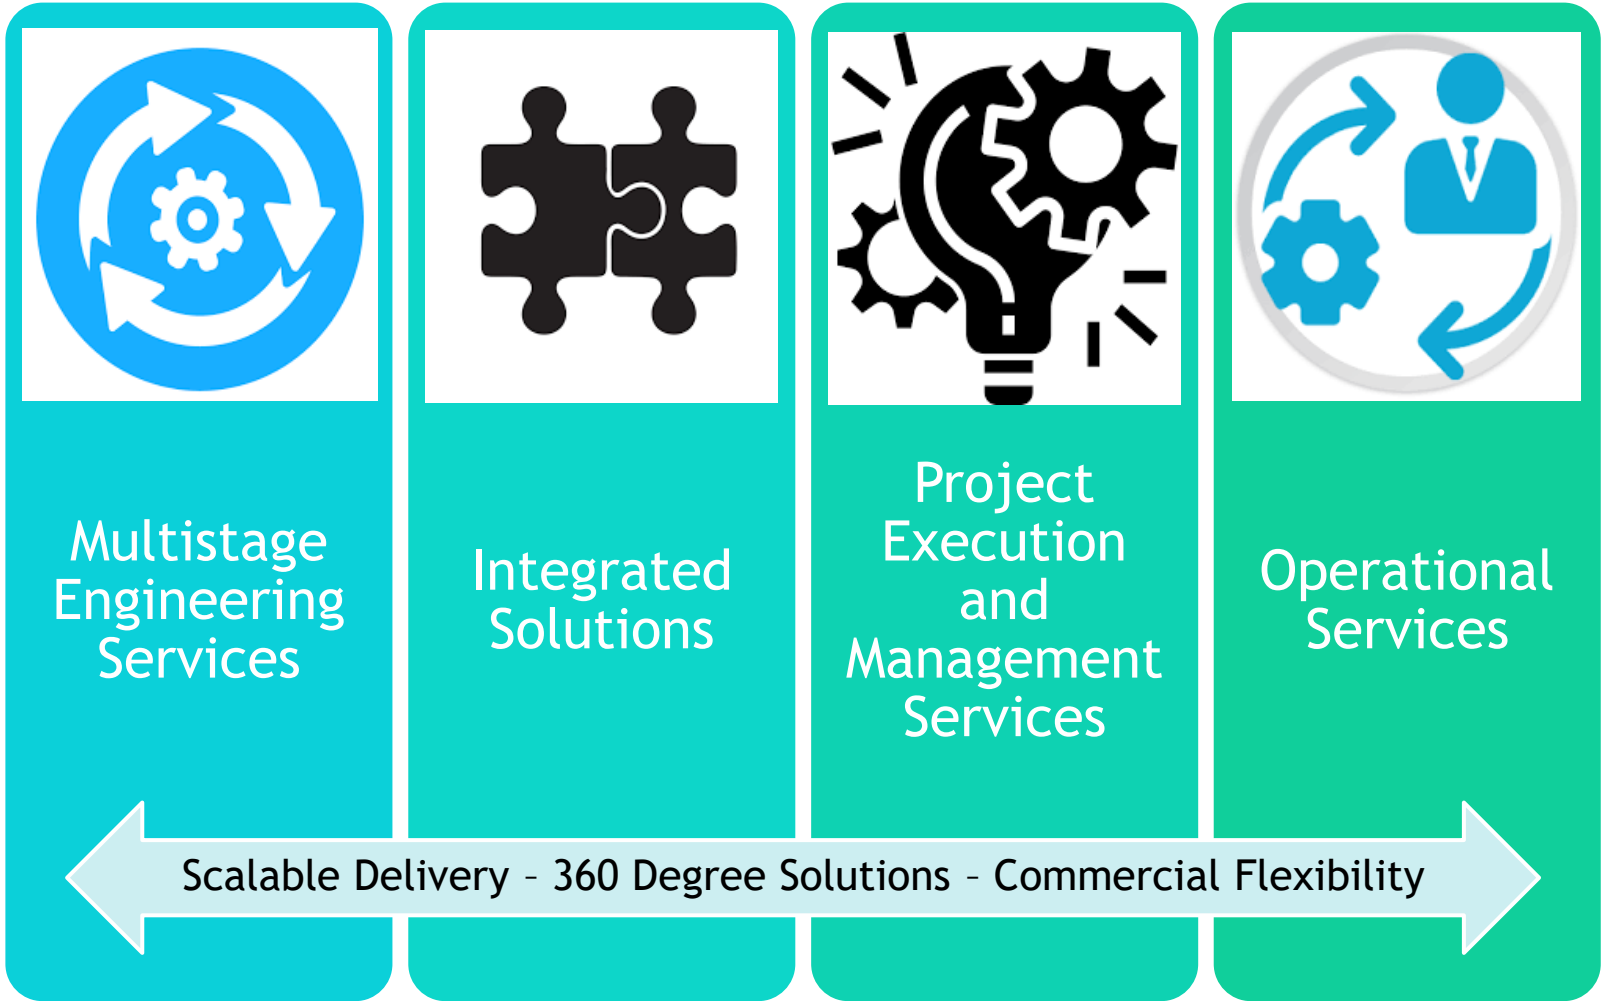 Multistage
Engineering
Services
Integrated
Solutions
Project
Execution
and
Management
Services
Operational
Services
Scalable Delivery – 360 Degree Solutions – Commercial Flexibility